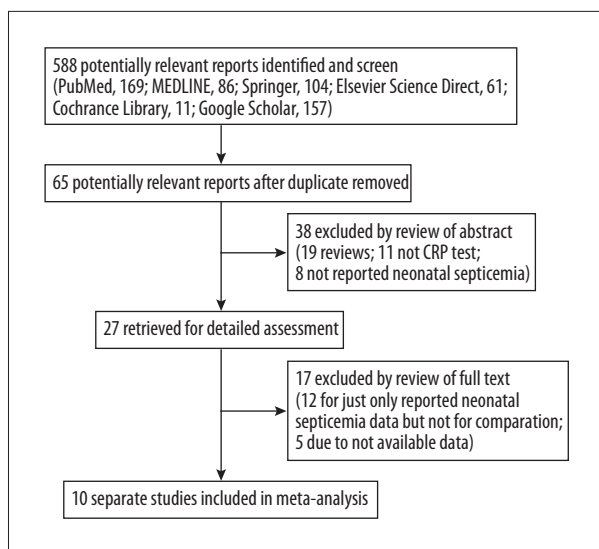 588 potentially relevant reports identified and screen
(PubMed, 169; MEDLINE, 86; Springer, 104; Elsevier Science Direct, 61;
Cochrance Library, 11; Google Scholar, 157)
65 potentially relevant reports after duplicate removed
38 excluded by review of abstract
(19 reviews; 11 not CRP test;
8 not reported neonatal septicemia)
27 retrieved for detailed assessment
17 excluded by review of full text
(12 for just only reported neonatal
septicemia data but not for comparation;
5 due to not available data)
10 separate studies included in meta-analysis